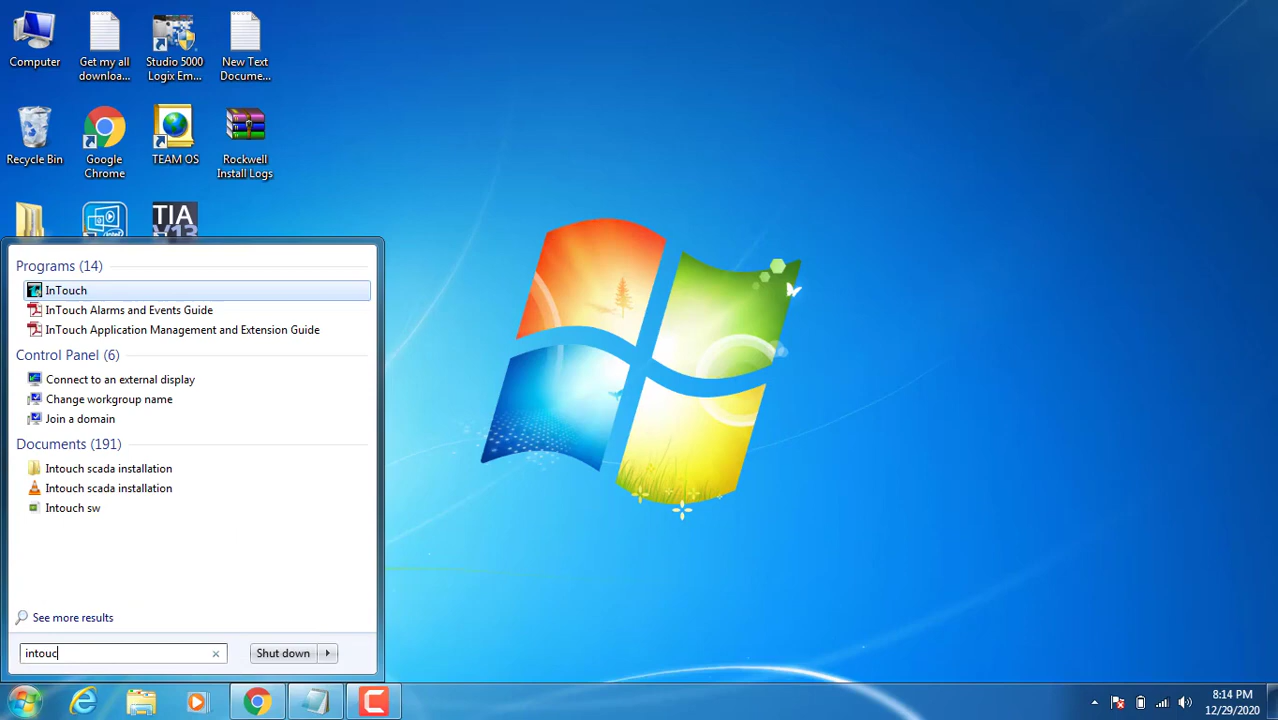 Computer
Get my all
downloa...
Studio 5000
Logix Em...
New Text
Docume...
Recycle Bin
Google
Chrome
TEAM OS
Rockwell
Install Logs
TIA
V13
Programs (14)
InTouch
InTouch Alarms and Events Guide
InTouch Application Management and Extension Guide
Control Panel (6)
Connect to an external display
Change workgroup name
Join a domain
Documents (191)
Intouch scada installation
Intouch scada installation
Intouch sw
See more results
intouc
Shut down
8:14 PM
12/29/2020